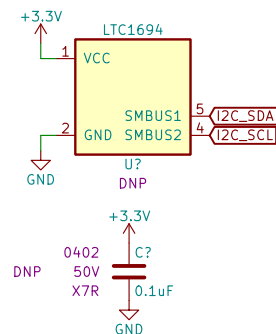 +3.3V
LTC1694
1
VCC
SMBUS1
5
I2C_SDA
2
GND
SMBUS2
4
I2C_SCL
GND
U?
DNP
+3.3V
0402
C?
DNP
50V
X7R
0.1uF
GND